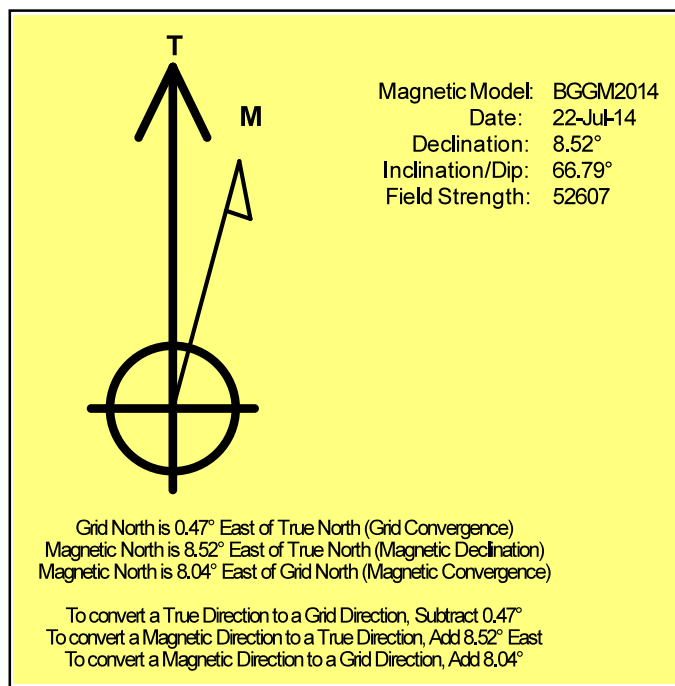 T
M
Magnetic Model: BGGM2014
Date: 22-Jul-14
Declination: 8.52°
Inclination/Dip: 66.79°
Field Strength: 52607
Grid North is 0.47° East of True North (Grid Convergence)
Magnetic North is 8.52° East of True North (Magnetic Declination)
Magnetic North is 8.04° East of Grid North (Magnetic Convergence)
To convert a True Direction to a Grid Direction, Subtract 0.47°
To convert a Magnetic Direction to a True Direction, Add 8.52° East
To convert a Magnetic Direction to a Grid Direction, Add 8.04°